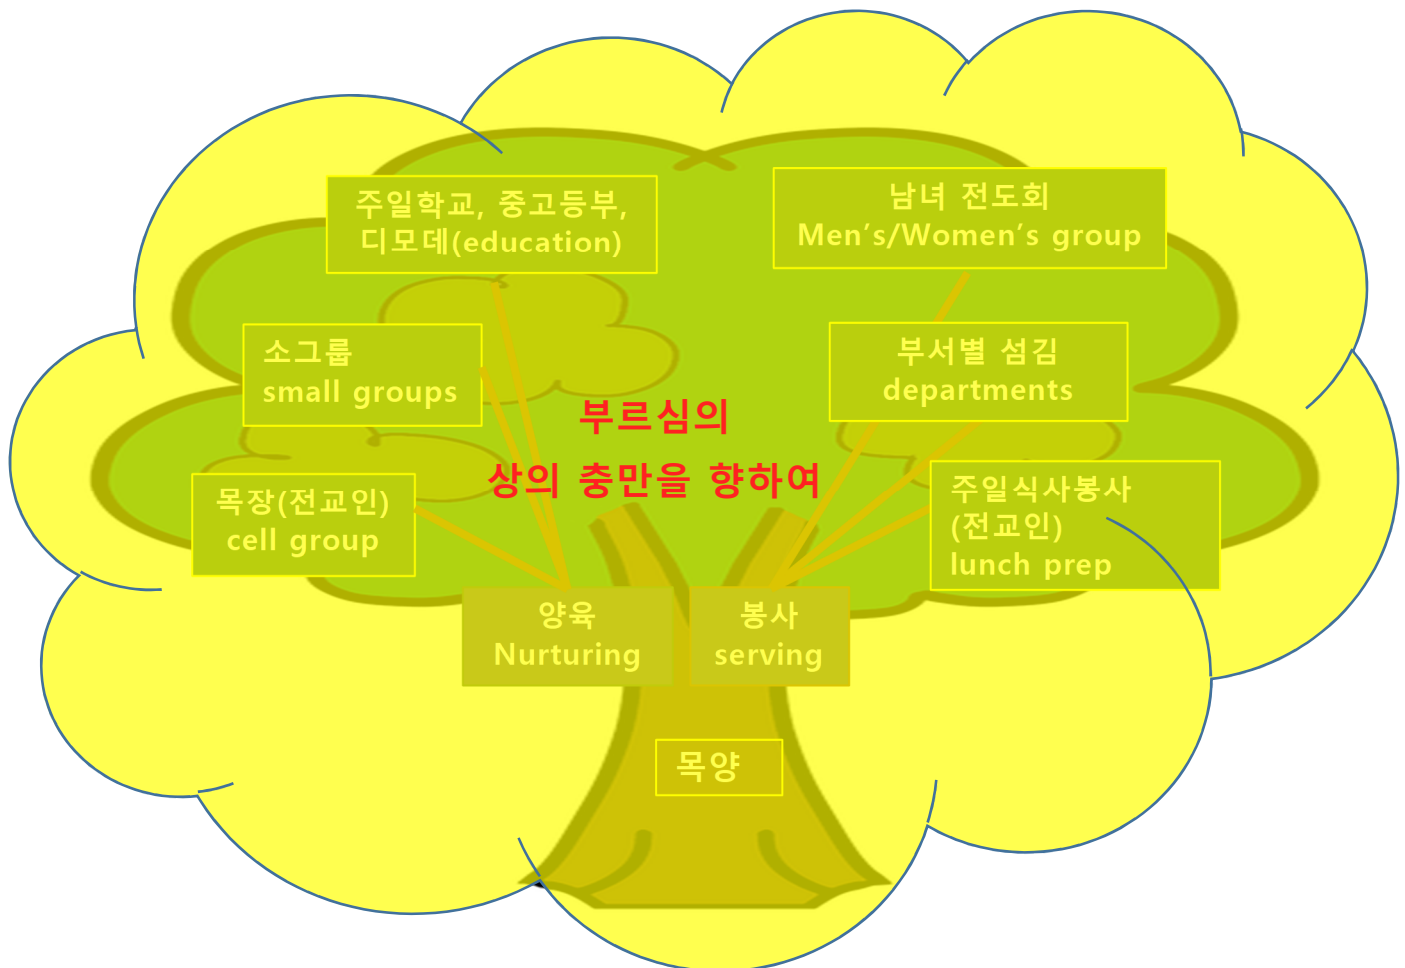 주일학교, 중고등부,
디모데(education)
남녀 전도회
Men’s/Women’s group
소그룹
small groups
부서별 섬김
departments
부르심의
상의 충만을 향하여
목장(전교인)
cell group
주일식사봉사
(전교인)
lunch prep
양육
Nurturing
봉사
serving
목양